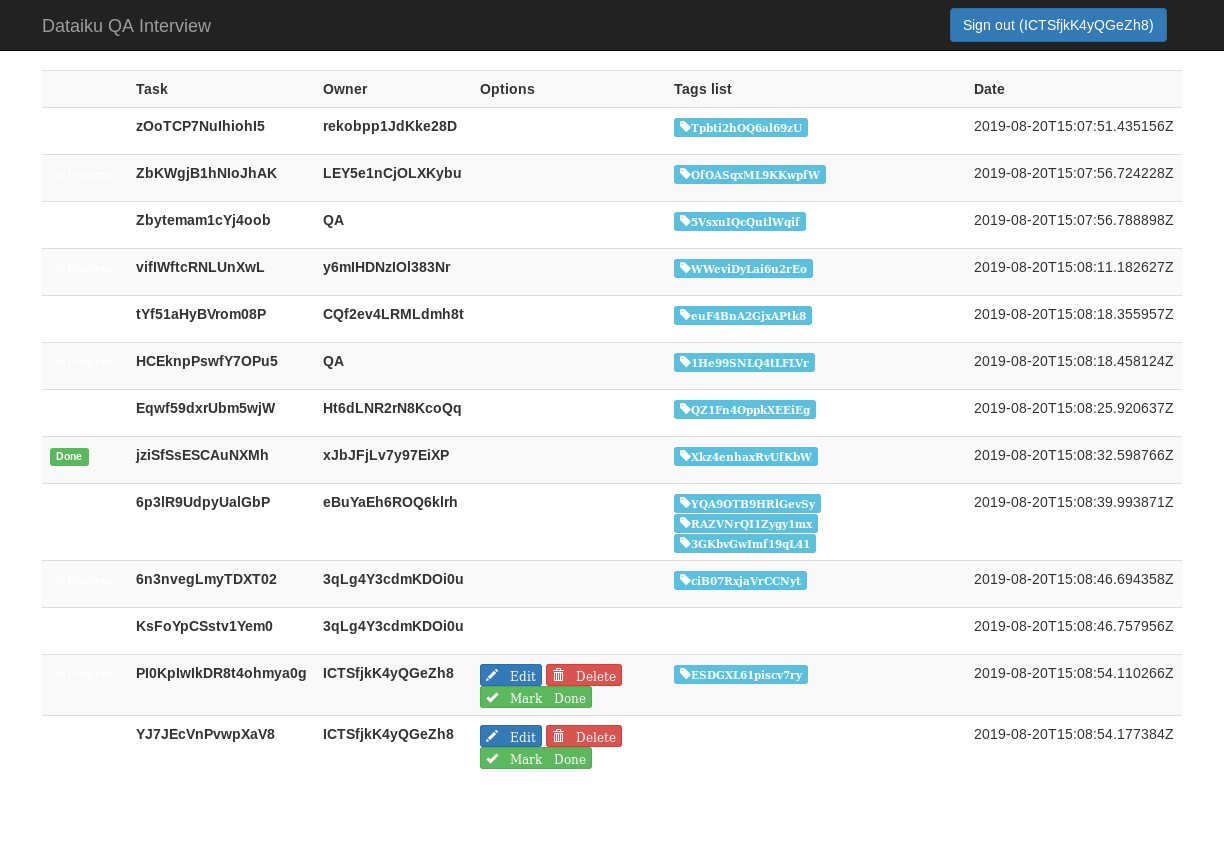 Dataiku QA Interview Sign out (ICTSfjkK4yQGeZh8)
Task Owner Options Tags list Date
zOoTCP7NuIhiohI5 rekobpp1JdKke28D Tpbti2hOQ6al69zU 2019-08-20T15:07:51.435156Z
In Progress ZbKWgjB1hNIoJhAK LEY5e1nCjOLXKybu OfOASqxML9KKwpfW 2019-08-20T15:07:56.724228Z
Zbytemam1cYj4oob QA 5VsxuIQcQutlWqif 2019-08-20T15:07:56.788898Z
In Progress vifIWftcRNLUnXwL y6mIHDNzIOl383Nr WWeviDyLai6u2rEo 2019-08-20T15:08:11.182627Z
tYf51aHyBVrom08P CQf2ev4LRMLdmh8t euF4BnA2GjxAPtk8 2019-08-20T15:08:18.355957Z
In Progress HCEknpPswfY7OPu5 QA 1He99SNLQ4tLFLVr 2019-08-20T15:08:18.458124Z
Eqwf59dxrUbm5wjW Ht6dLNR2rN8KcoQq QZ1Fn4OppkXEEiEg 2019-08-20T15:08:25.920637Z
Done jziSfSsESCAuNXMh xJbJFjLv7y97EiXP Xkz4enhaxRvUfKbW 2019-08-20T15:08:32.598766Z
6p3lR9UdpyUalGbP eBuYaEh6ROQ6klrh YQA9OTB9HRlGevSy 2019-08-20T15:08:39.993871Z
RAZVNrQI1Zygy1mx
3GKbvGwImf19qL41
In Progress 6n3nvegLmyTDXT02 3qLg4Y3cdmKDOi0u ciB07RxjaVrCCNyt 2019-08-20T15:08:46.694358Z
KsFoYpCSstv1Yem0 3qLg4Y3cdmKDOi0u 2019-08-20T15:08:46.757956Z
In Progress PI0KpIwIkDR8t4ohmya0g ICTSfjkK4yQGeZh8 Edit Delete ESDGXL61piscv7ry 2019-08-20T15:08:54.110266Z
Mark Done
YJ7JEcVnPvwpXaV8 ICTSfjkK4yQGeZh8 Edit Delete 2019-08-20T15:08:54.177384Z
Mark Done